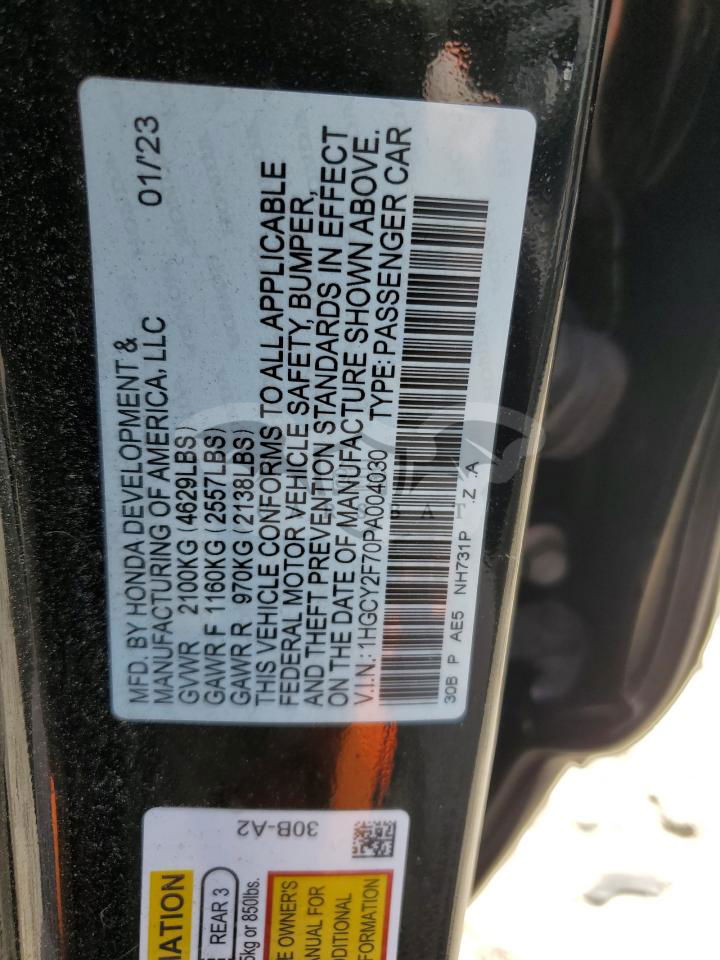 MFD. BY HONDA DEVELOPMENT & 01/'23
MANUFACTURING OF AMERICA, LLC
GVWR 2100KG (4629LBS)
GAWR F 1160KG (2557LBS)
GAWR R 970KG (2138LBS)
THIS VEHICLE CONFORMS TO ALL APPLICABLE
FEDERAL MOTOR VEHICLE SAFETY, BUMPER,
AND THEFT PREVENTION STANDARDS IN EFFECT
ON THE DATE OF MANUFACTURE SHOWN ABOVE.
V.I.N.: 1HGCY2F70PA004030 TYPE: PASSENGER CAR
30B P AE5 NH731P .Z .A
30B-A2
MATION
REAR 3
5kg or 850lbs.
E OWNER'S
ANUAL FOR
DDITIONAL
FORMATION